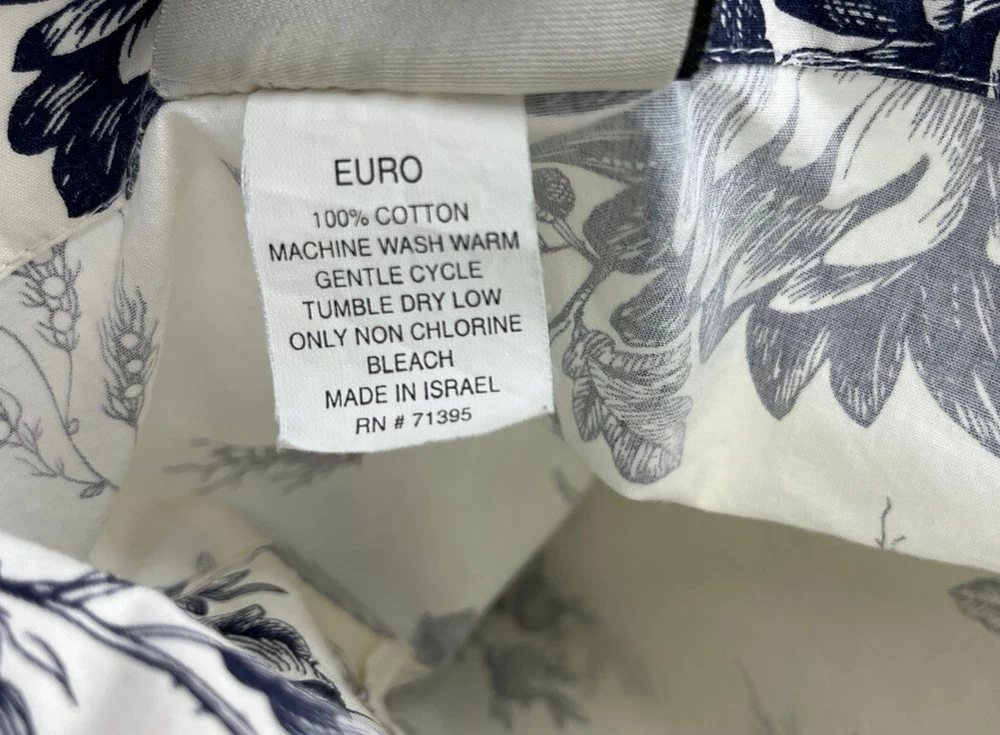 EURO
100% COTTON
MACHINE WASH WARM
GENTLE CYCLE
TUMBLE DRY LOW
ONLY NON CHLORINE
BLEACH
MADE IN ISRAEL
RN # 71395